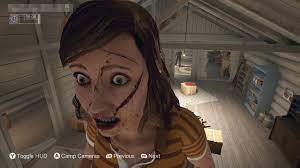 Ⓨ Toggle HUD Ⓐ Camp Cameras ◄ Previous ► Next